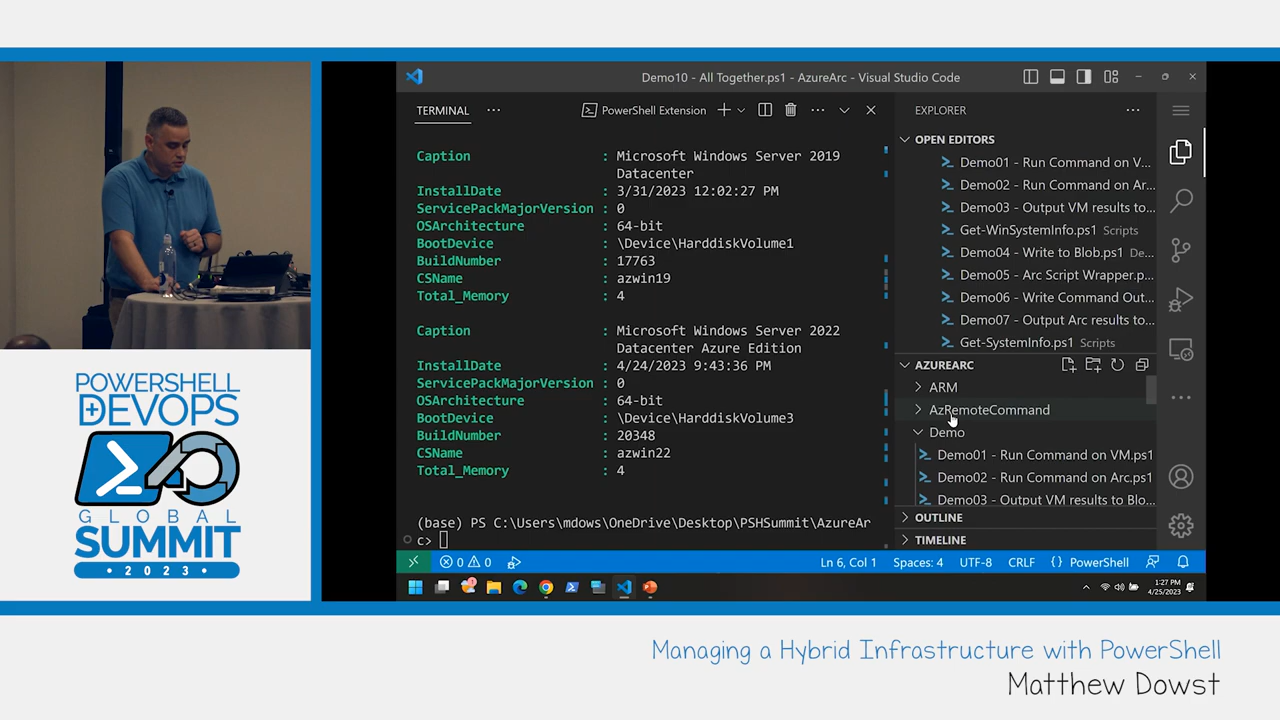 POWERSHELL
+ DEVOPS
GLOBAL
SUMMIT
• 2023 •
Demo10 - All Together.ps1 - AzureArc - Visual Studio Code
TERMINAL ···
PowerShell Extension
Caption : Microsoft Windows Server 2019
Datacenter
InstallDate : 3/31/2023 12:02:27 PM
ServicePackMajorVersion : 0
OSArchitecture : 64-bit
BootDevice : \Device\HarddiskVolume1
BuildNumber : 17763
CSName : azwin19
Total_Memory : 4
Caption : Microsoft Windows Server 2022
Datacenter Azure Edition
InstallDate : 4/24/2023 9:43:36 PM
ServicePackMajorVersion : 0
OSArchitecture : 64-bit
BootDevice : \Device\HarddiskVolume3
BuildNumber : 20348
CSName : azwin22
Total_Memory : 4
(base) PS C:\Users\mdows\OneDrive\Desktop\PSHSummit\AzureAr
c>
EXPLORER ···
OPEN EDITORS
Demo01 - Run Command on V...
Demo02 - Run Command on Ar...
Demo03 - Output VM results to...
Get-WinSystemInfo.ps1 Scripts
Demo04 - Write to Blob.ps1 De...
Demo05 - Arc Script Wrapper.p...
Demo06 - Write Command Out...
Demo07 - Output Arc results to...
Get-SystemInfo.ps1 Scripts
AZUREARC
ARM
AzRemoteCommand
Demo
Demo01 - Run Command on VM.ps1
Demo02 - Run Command on Arc.ps1
Demo03 - Output VM results to Blo...
OUTLINE
TIMELINE
0 0 Ln 6, Col 1 Spaces: 4 UTF-8 CRLF {} PowerShell
1:27 PM
4/25/2023
Managing a Hybrid Infrastructure with PowerShell
Matthew Dowst